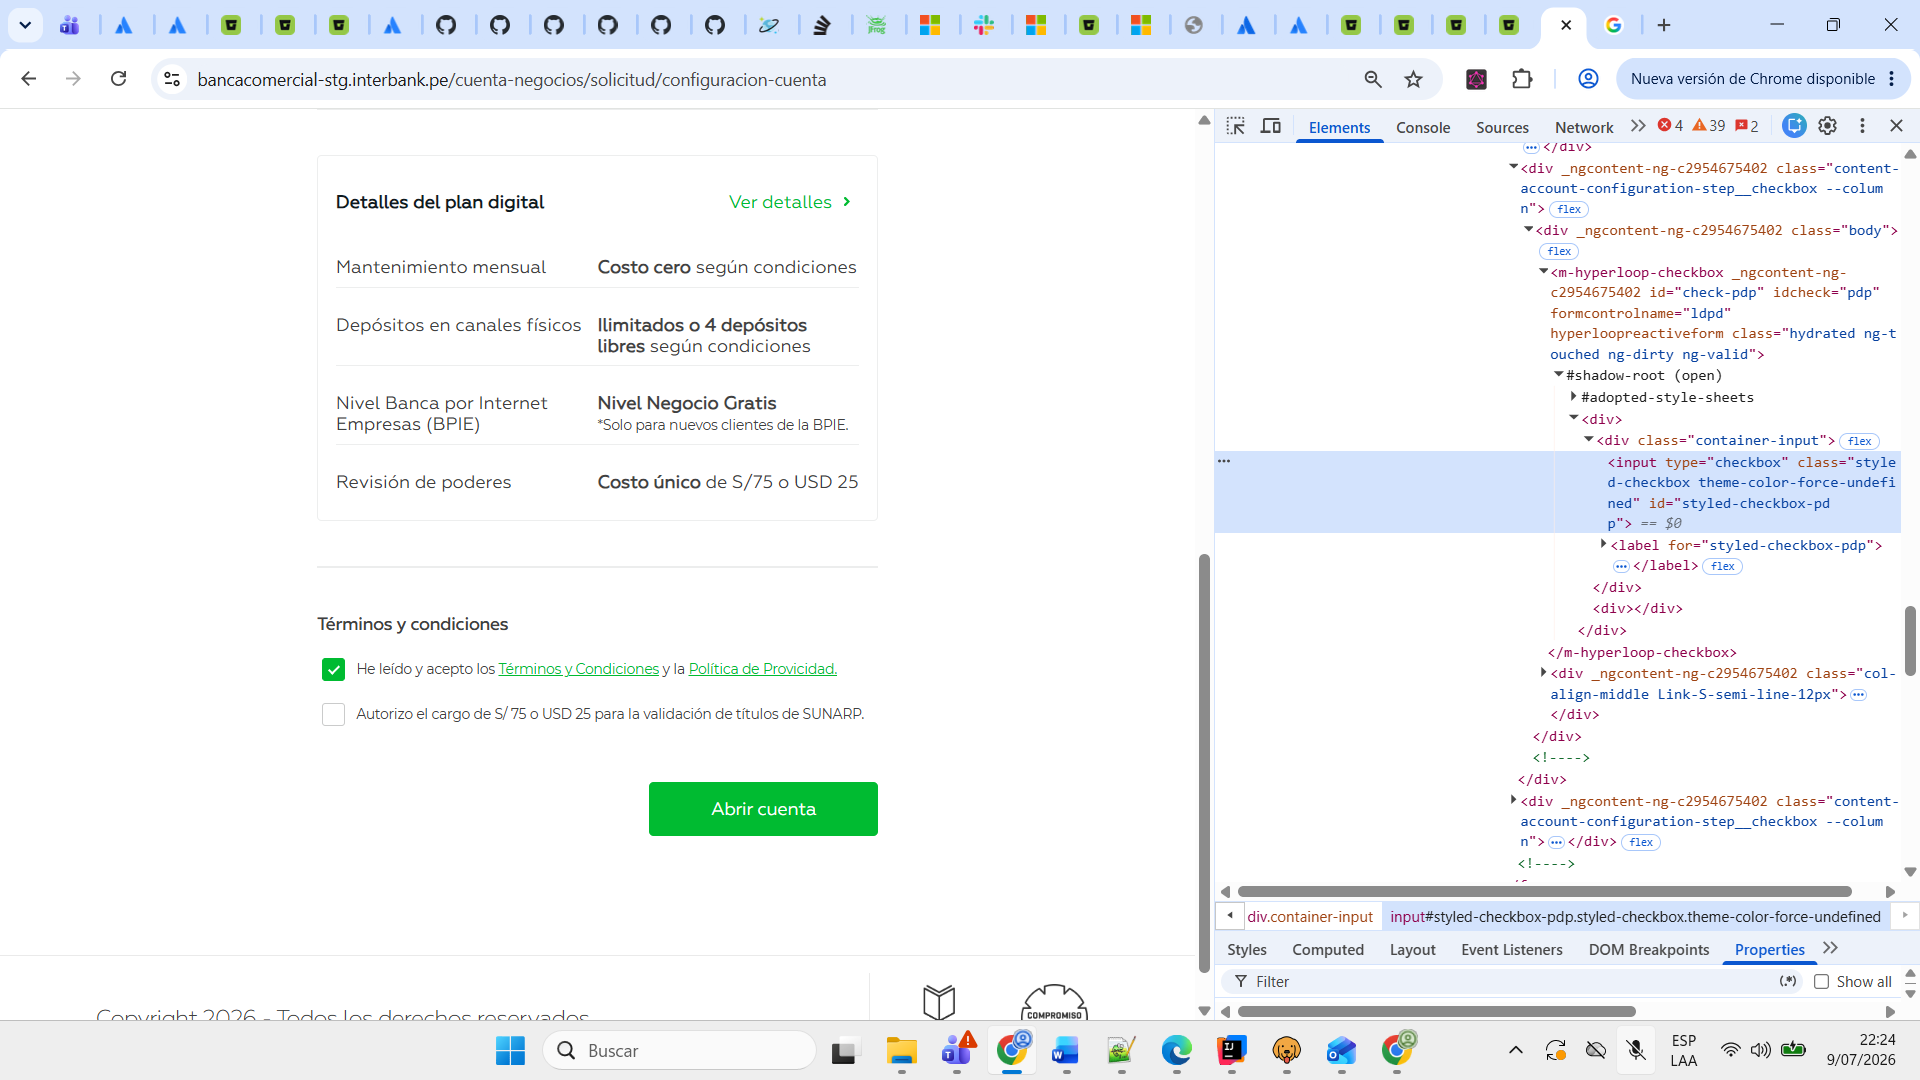 bancacomercial-stg.interbank.pe/cuenta-negocios/solicitud/configuracion-cuenta
Nueva versión de Chrome disponible
Detalles del plan digital
Ver detalles
Mantenimiento mensual
Costo cero según condiciones
Depósitos en canales físicos
Ilimitados o 4 depósitos
libres según condiciones
Nivel Banca por Internet
Empresas (BPIE)
Nivel Negocio Gratis
*Solo para nuevos clientes de la BPIE.
Revisión de poderes
Costo único de S/75 o USD 25
Términos y condiciones
He leído y acepto los Términos y Condiciones y la Política de Provicidad.
Autorizo el cargo de S/ 75 o USD 25 para la validación de títulos de SUNARP.
Abrir cuenta
Copyright 2026 - Todos los derechos reservados
COMPROMISO
Elements
Console
Sources
Network
4
39
2
</div>
<div _ngcontent-ng-c2954675402 class="content-
account-configuration-step__checkbox --colum
n"> flex
<div _ngcontent-ng-c2954675402 class="body">
flex
<m-hyperloop-checkbox _ngcontent-ng-
c2954675402 id="check-pdp" idcheck="pdp"
formcontrolname="ldpd"
hyperloopreactiveform class="hydrated ng-t
ouched ng-dirty ng-valid">
#shadow-root (open)
#adopted-style-sheets
<div>
<div class="container-input"> flex
<input type="checkbox" class="style
d-checkbox theme-color-force-undefi
ned" id="styled-checkbox-pd
p"> == $0
<label for="styled-checkbox-pdp">
</label> flex
</div>
<div></div>
</div>
</m-hyperloop-checkbox>
<div _ngcontent-ng-c2954675402 class="col-
align-middle Link-S-semi-line-12px">
</div>
</div>
<!---->
</div>
<div _ngcontent-ng-c2954675402 class="content-
account-configuration-step__checkbox --colum
n"> </div> flex
<!---->
div.container-input
input#styled-checkbox-pdp.styled-checkbox.theme-color-force-undefined
Styles
Computed
Layout
Event Listeners
DOM Breakpoints
Properties
Filter
(.*)
Show all
Buscar
ESP
LAA
22:24
9/07/2026